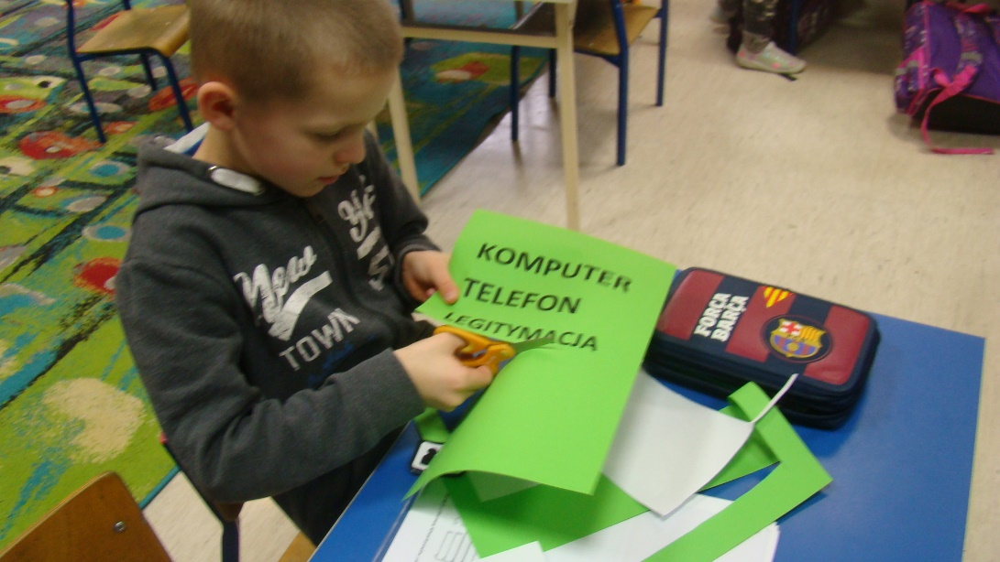 KOMPUTER
TELEFON
LEGITYMACJA
FORÇA
BARÇA
New
TOWN